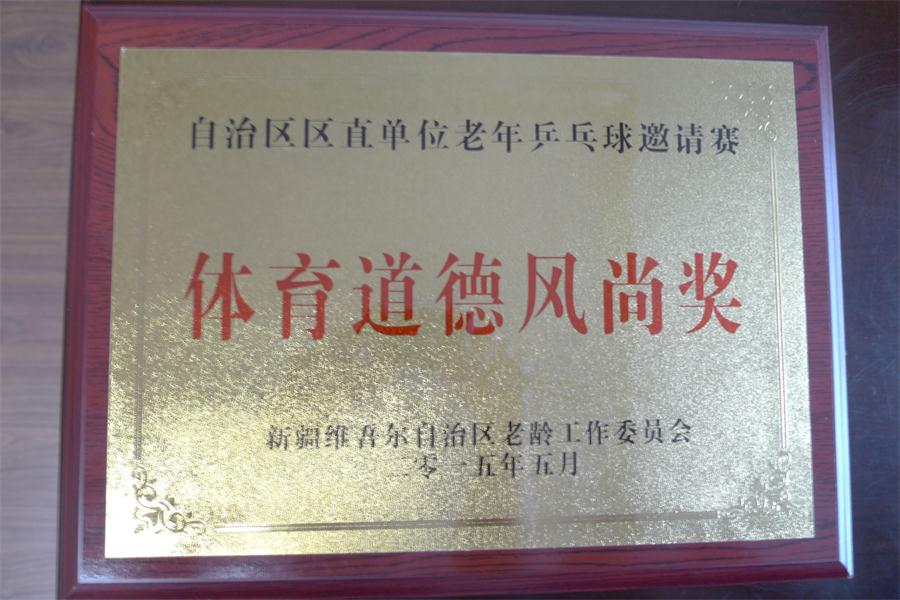 自治区区直单位老年乒乓球邀请赛
体育道德风尚奖
新疆维吾尔自治区老龄工作委员会
二零一五年五月